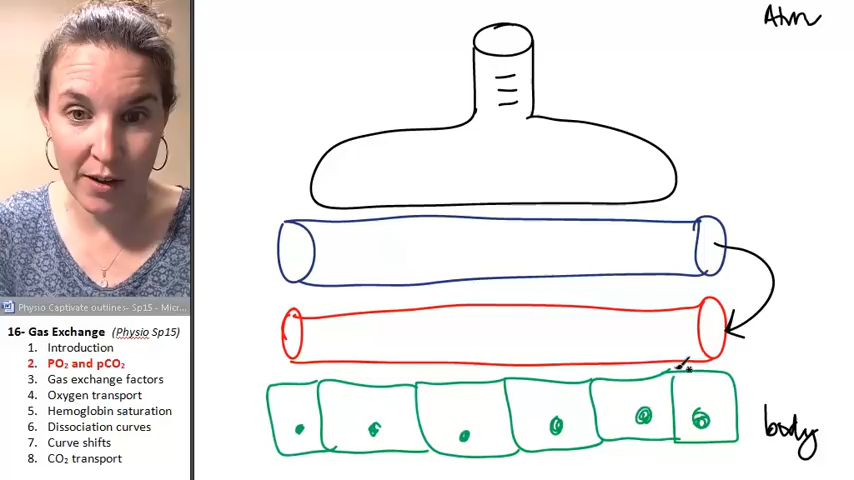 Atm
Physio Captivate outlines- Sp15 - Micr...
16- Gas Exchange (Physio Sp15)
1. Introduction
2. PO₂ and pCO₂
3. Gas exchange factors
4. Oxygen transport
5. Hemoglobin saturation
6. Dissociation curves
7. Curve shifts
8. CO₂ transport
body